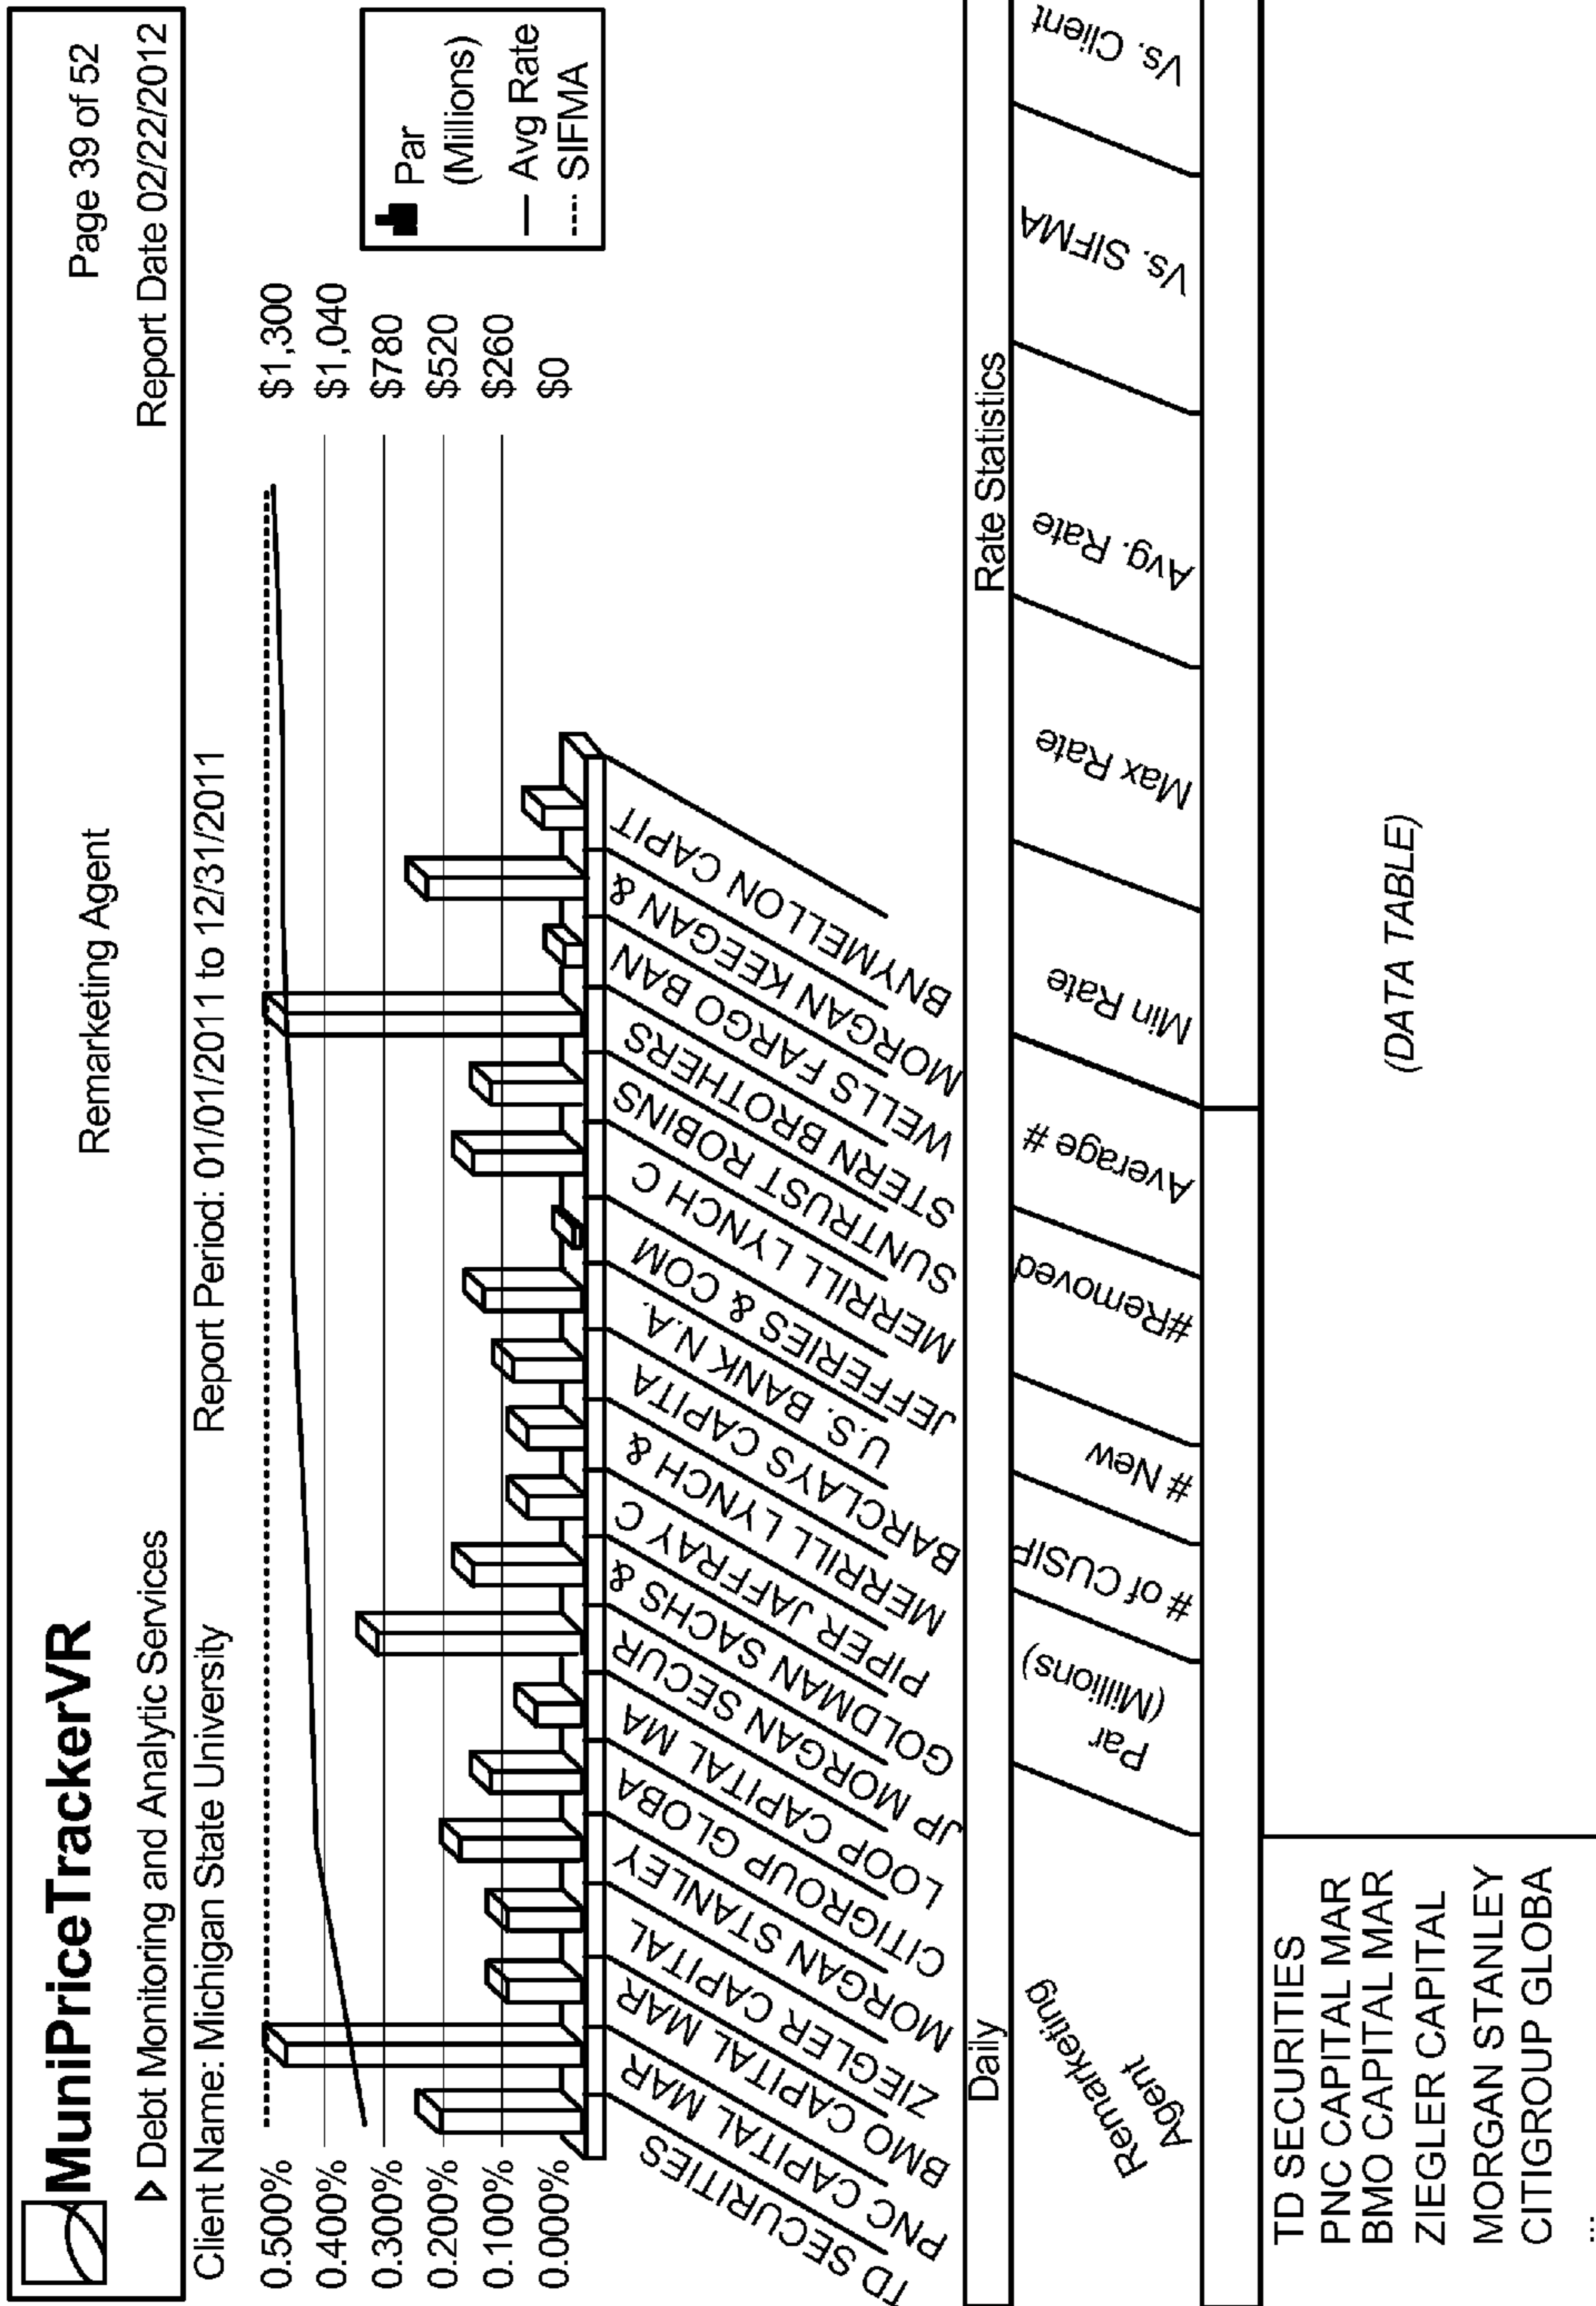 MuniPriceTrackerVR
Remarketing Agent
Page 39 of 52
Debt Monitoring and Analytic Services
Report Date 02/22/2012
Client Name: Michigan State University
Report Period: 01/01/2011 to 12/31/2011
0.500%
0.400%
0.300%
0.200%
0.100%
0.000%
$1,300
$1,040
$780
$520
$260
$0
Par
(Millions)
Avg Rate
SIFMA
TD SECURITIES
PNC CAPITAL MAR
BMO CAPITAL MAR
ZIEGLER CAPITAL
MORGAN STANLEY
CITIGROUP GLOBA
LOOP CAPITAL MA
JP MORGAN SECUR
GOLDMAN SACHS &
PIPER JAFFRAY C
MERRILL LYNCH &
BARCLAYS CAPITA
U.S. BANK N.A.
JEFFERIES & COM
MERRILL LYNCH C
SUNTRUST ROBINS
STERN BROTHERS
WELLS FARGO BAN
MORGAN KEEGAN &
BNYMELLON CAPIT
Daily
Rate Statistics
Remarketing
Agent
Par
(Millions)
# of CUSIP
# New
#Removed
Average #
Min Rate
Max Rate
Avg. Rate
Vs. SIFMA
Vs. Client
TD SECURITIES
PNC CAPITAL MAR
BMO CAPITAL MAR
ZIEGLER CAPITAL
MORGAN STANLEY
CITIGROUP GLOBA
...
(DATA TABLE)